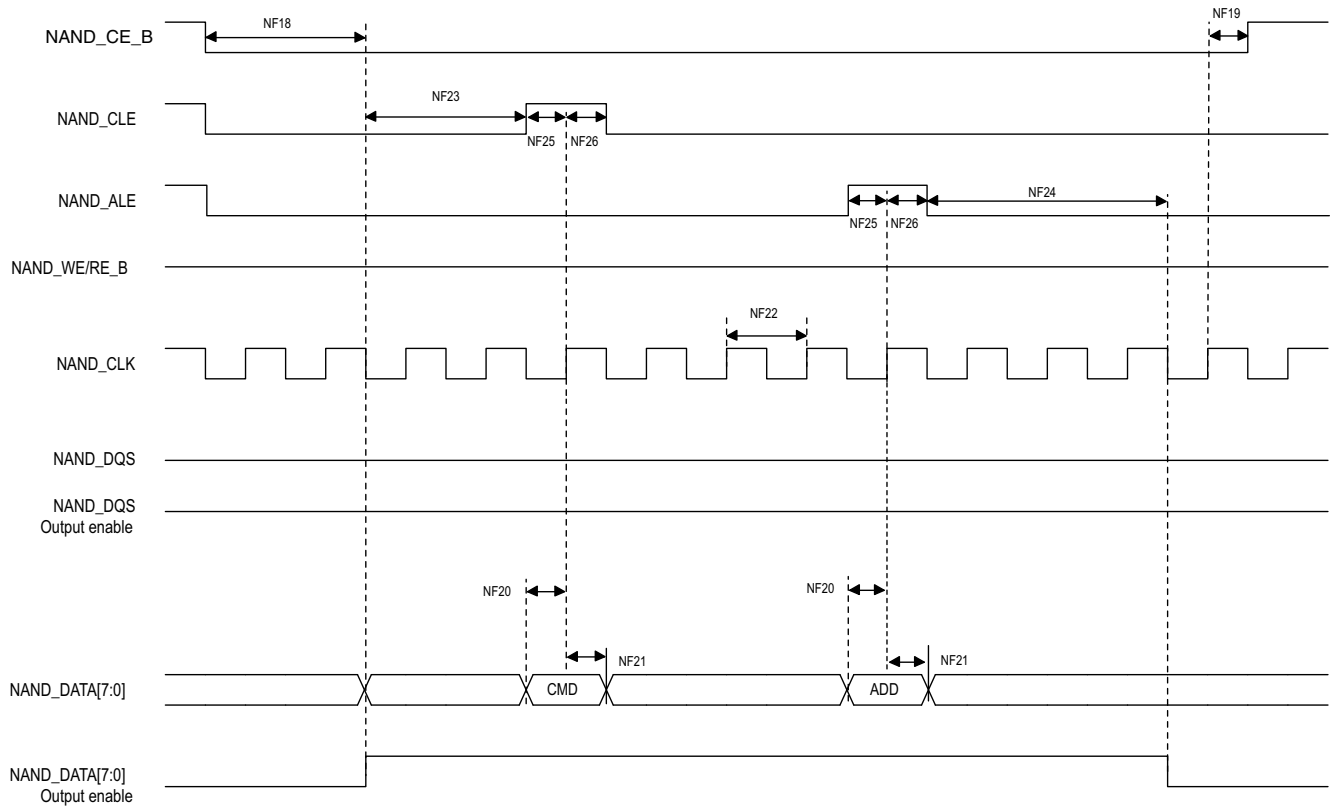 NF18
NF19
NAND_CE_B
NF23
NAND_CLE
NF25 NF26
NAND_ALE
NF24
NF25 NF26
NAND_WE/RE_B
NF22
NAND_CLK
NAND_DQS
NAND_DQS
Output enable
NF20
NF20
NF21
NF21
NAND_DATA[7:0]
CMD
ADD
NAND_DATA[7:0]
Output enable